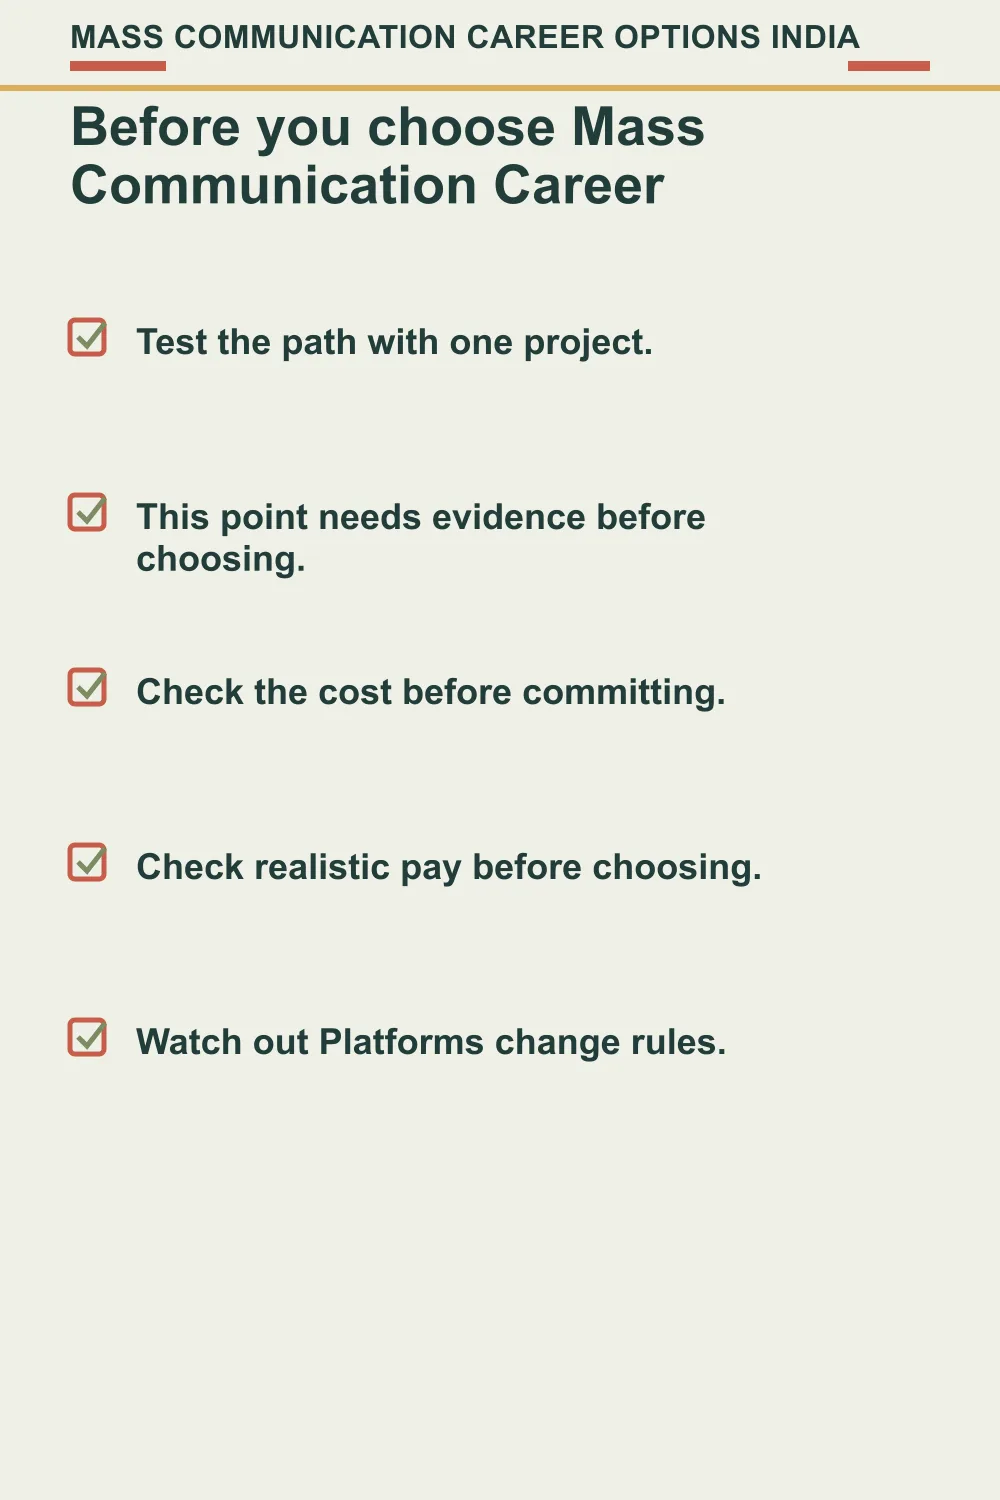 MASS COMMUNICATION CAREER OPTIONS INDIA
Before you choose Mass
Communication Career
Test the path with one project.
This point needs evidence before
choosing.
Check the cost before committing.
Check realistic pay before choosing.
Watch out Platforms change rules.